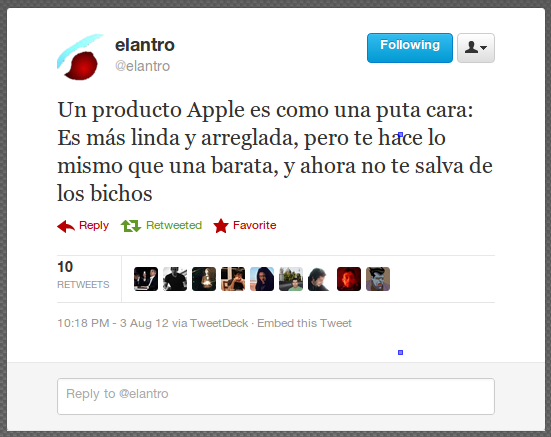 elantro
@elantro
Following
Un producto Apple es como una puta cara:
Es más linda y arreglada, pero te hace lo
mismo que una barata, y ahora no te salva de
los bichos
Reply Retweeted Favorite
10
RETWEETS
10:18 PM - 3 Aug 12 via TweetDeck · Embed this Tweet
Reply to @elantro